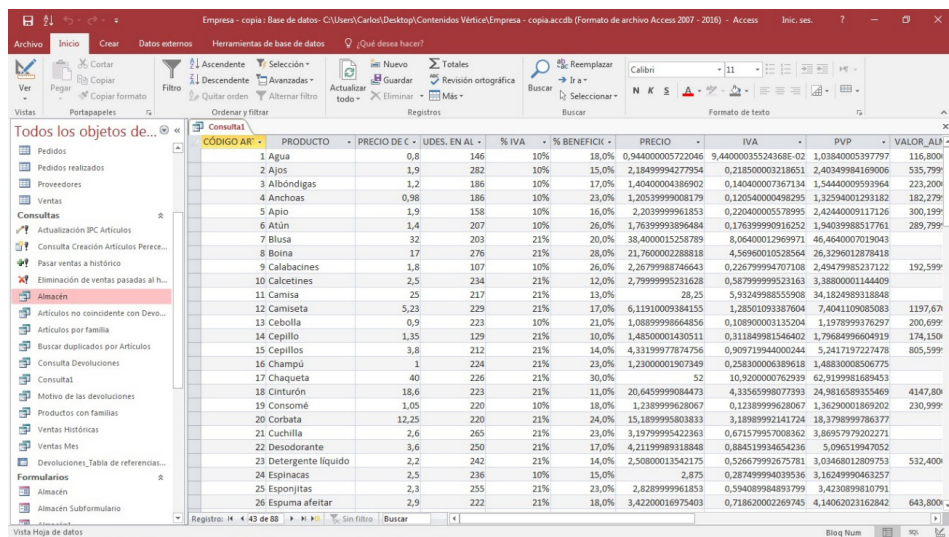 Empresa - copia : Base de datos- C:\Users\Carlos\Desktop\Contenidos Vértice\Empresa - copia.accdb (Formato de archivo Access 2007 - 2016) - Access Inic. ses. ?
Archivo Inicio Crear Datos externos Herramientas de base de datos ¿Qué desea hacer?
Ver
Vistas
Pegar
Cortar
Copiar
Copiar formato
Portapapeles
Filtro
Ascendente
Descendente
Quitar orden
Selección
Avanzadas
Alternar filtro
Ordenar y filtrar
Actualizar todo
Nuevo
Guardar
Eliminar
Totales
Revisión ortográfica
Más
Registros
Buscar
Reemplazar
Ir a
Seleccionar
Buscar
Calibri 11
N K S A
Formato de texto
Todos los objetos de... «
Pedidos
Pedidos realizados
Proveedores
Ventas
Consultas
Actualización IPC Artículos
Consulta Creación Artículos Perece...
Pasar ventas a histórico
Eliminación de ventas pasadas al h...
Almacén
Artículos no coincidente con Devo...
Artículos por familia
Buscar duplicados por Artículos
Consulta Devoluciones
Consulta1
Motivo de las devoluciones
Productos con familias
Ventas Históricas
Ventas Mes
Devoluciones_Tabla de referencias...
Formularios
Almacén
Almacén Subformulario
Consulta1
CÓDIGO AR PRODUCTO PRECIO DE C UDES. EN AL % IVA % BENEFICIO PRECIO IVA PVP VALOR_ALM
1 Agua 0,8 146 10% 18,0% 0,944000005722046 9,44000035524368E-02 1,03840005397797 116,800
2 Ajos 1,9 282 10% 15,0% 2,18499994277954 0,218500003218651 2,40349984169006 535,799
3 Albóndigas 1,2 186 10% 17,0% 1,40400004386902 0,140400007367134 1,54440009593964 223,200
4 Anchoas 0,98 186 10% 23,0% 1,20539999008179 0,120540000498295 1,32594001293182 182,279
5 Apio 1,9 158 10% 16,0% 2,2039999961853 0,220400005578995 2,42440009117126 300,199
6 Atún 1,4 207 10% 26,0% 1,76399993896484 0,176399990916252 1,94039988517761 289,799
7 Blusa 32 203 21% 20,0% 38,4000015258789 8,06400012969971 46,4640007019043
8 Boina 17 276 21% 28,0% 21,7600002288818 4,56960010528564 26,3296012878418
9 Calabacines 1,8 107 10% 26,0% 2,26799988746643 0,226799994707108 2,49479985237122 192,599
10 Calcetines 2,5 234 21% 12,0% 2,79999995231628 0,587999999523163 3,38800001144409
11 Camisa 25 217 21% 13,0% 28,25 5,93249988555908 34,1824989318848
12 Camiseta 5,23 229 21% 17,0% 6,11910009384155 1,28501093387604 7,4041109085083 1197,67
13 Cebolla 0,9 223 10% 21,0% 1,08899998664856 0,108900003135204 1,1978999376297 200,699
14 Cepillo 1,35 129 21% 10,0% 1,48500001430511 0,311849981546402 1,79684996604919 174,150
15 Cepillos 3,8 212 21% 14,0% 4,33199977874756 0,909719944000244 5,2417197227478 805,599
16 Champú 1 224 21% 23,0% 1,23000001907349 0,258300006389618 1,48830008506775
17 Chaqueta 40 226 21% 30,0% 52 10,9200000762939 62,9199981689453
18 Cinturón 18,6 223 21% 11,0% 20,6459999084473 4,33565998077393 24,9816589355469 4147,80
19 Consomé 1,05 220 10% 18,0% 1,2389999628067 0,12389999628067 1,36290001869202 230,999
20 Corbata 12,25 220 21% 24,0% 15,1899995803833 3,18989992141724 18,3798999786377
21 Cuchilla 2,6 265 21% 23,0% 3,19799995422363 0,671579957008362 3,86957979202271
22 Desodorante 3,6 250 21% 17,0% 4,21199989318848 0,884519934654236 5,096519947052
23 Detergente líquido 2,2 242 21% 14,0% 2,50800013542175 0,526679992675781 3,03468012809753 532,400
24 Espinacas 2,5 236 10% 15,0% 2,875 0,287499994039536 3,16249990463257
25 Esponjitas 2,3 255 21% 23,0% 2,8289999961853 0,59408998489379​9 3,4230899810791
26 Espuma afeitar 2,9 222 21% 18,0% 3,42200016975403 0,718620002269745 4,14062023162842 643,800
Registro: 43 de 88 Sin filtro Buscar
Vista Hoja de datos Bloq Num SQL